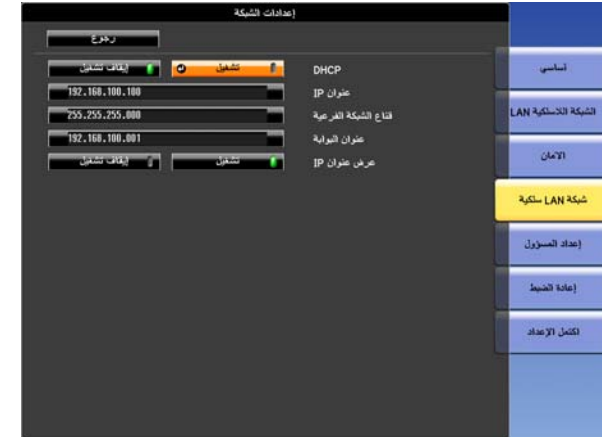 إعدادات الشبكة
رجوع
DHCP تشغيل إيقاف تشغيل
عنوان IP 192.168.100.100
قناع الشبكة الفرعية 255.255.255.000
عنوان البوابة 192.168.100.001
عرض عنوان IP تشغيل إيقاف تشغيل
أساسي
الشبكة اللاسلكية LAN
الأمان
شبكة LAN سلكية
إعداد المسؤول
إعادة الضبط
اكتمل الإعداد